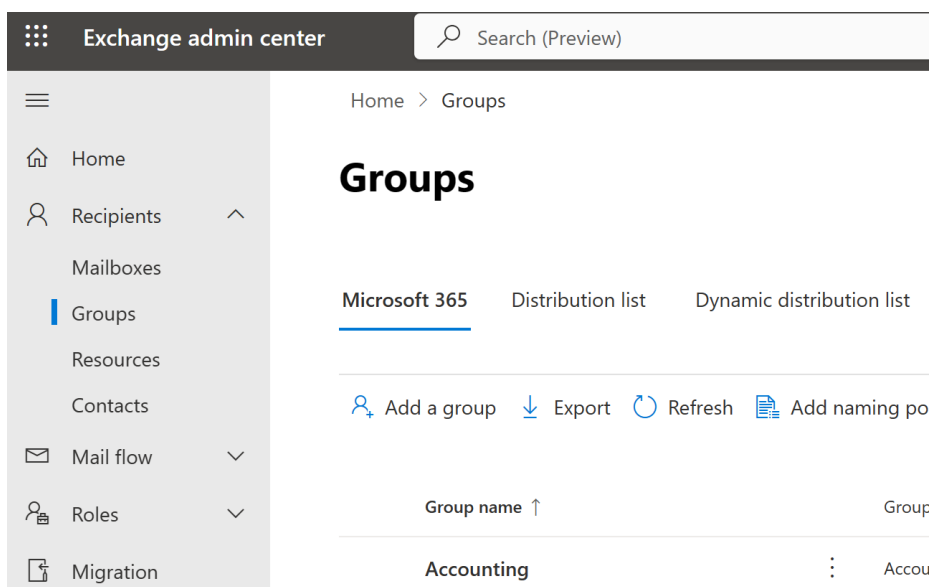 Exchange admin center
Search (Preview)
Home
Recipients
Mailboxes
Groups
Resources
Contacts
Mail flow
Roles
Migration
Home > Groups
Groups
Microsoft 365 Distribution list Dynamic distribution list
Add a group Export Refresh Add naming po
Group name ↑ Group
Accounting Accou